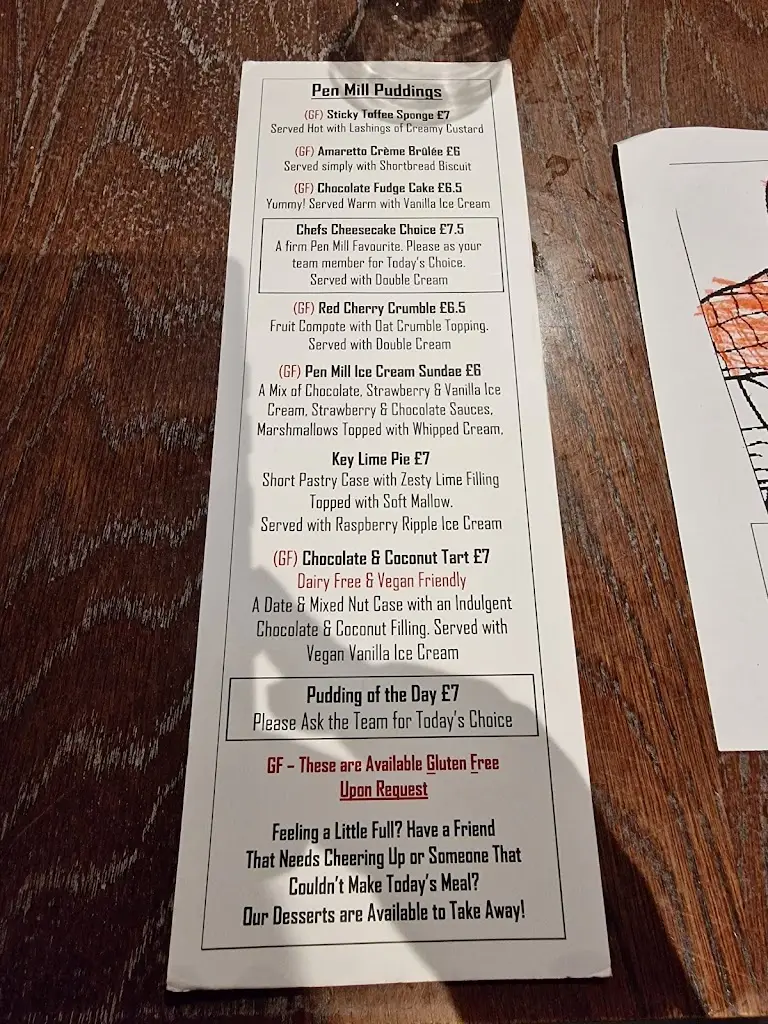 Pen Mill Puddings
(GF) Sticky Toffee Sponge £7
Served Hot with Lashings of Creamy Custard
(GF) Amaretto Crème Brûlée £6
Served simply with Shortbread Biscuit
(GF) Chocolate Fudge Cake £6.5
Yummy! Served Warm with Vanilla Ice Cream
Chefs Cheesecake Choice £7.5
A firm Pen Mill Favourite. Please as your
team member for Today's Choice.
Served with Double Cream
(GF) Red Cherry Crumble £6.5
Fruit Compote with Oat Crumble Topping.
Served with Double Cream
(GF) Pen Mill Ice Cream Sundae £6
A Mix of Chocolate, Strawberry & Vanilla Ice
Cream, Strawberry & Chocolate Sauces,
Marshmallows Topped with Whipped Cream,
Key Lime Pie £7
Short Pastry Case with Zesty Lime Filling
Topped with Soft Mallow.
Served with Raspberry Ripple Ice Cream
(GF) Chocolate & Coconut Tart £7
Dairy Free & Vegan Friendly
A Date & Mixed Nut Case with an Indulgent
Chocolate & Coconut Filling. Served with
Vegan Vanilla Ice Cream
Pudding of the Day £7
Please Ask the Team for Today's Choice
GF – These are Available Gluten Free
Upon Request
Feeling a Little Full? Have a Friend
That Needs Cheering Up or Someone That
Couldn't Make Today's Meal?
Our Desserts are Available to Take Away!